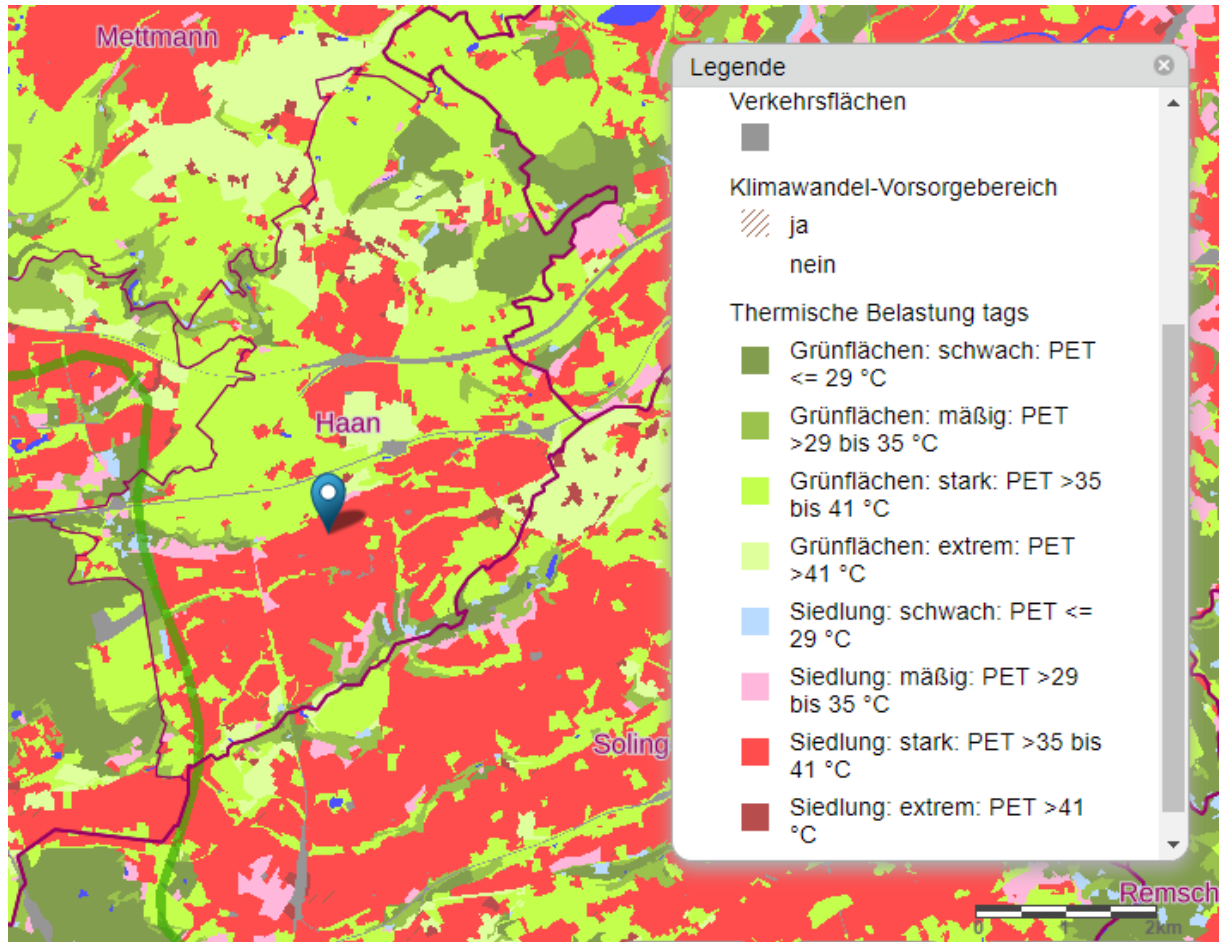 Mettmann
Haan
Soling
Remsch
0 1 2km
Legende
Verkehrsflächen
Klimawandel-Vorsorgebereich
ja
nein
Thermische Belastung tags
Grünflächen: schwach: PET
<= 29 °C
Grünflächen: mäßig: PET
>29 bis 35 °C
Grünflächen: stark: PET >35
bis 41 °C
Grünflächen: extrem: PET
>41 °C
Siedlung: schwach: PET <=
29 °C
Siedlung: mäßig: PET >29
bis 35 °C
Siedlung: stark: PET >35 bis
41 °C
Siedlung: extrem: PET >41
°C